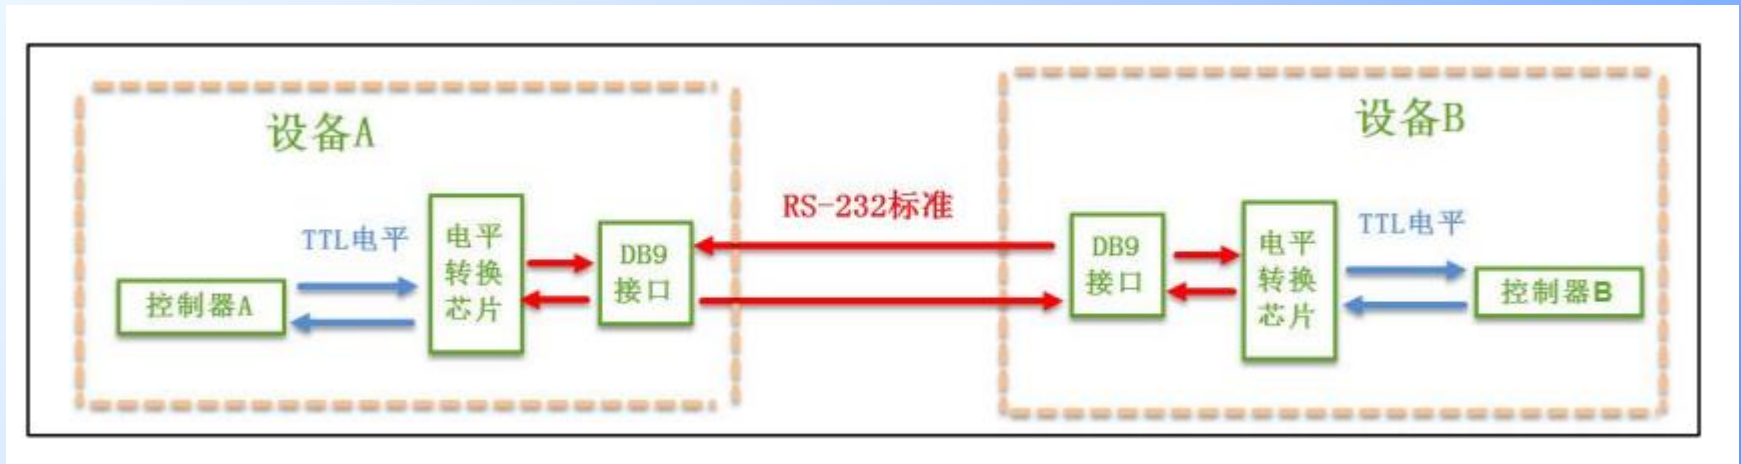 设备A
TTL电平
控制器A
电平
转换
芯片
DB9
接口
RS-232标准
设备B
DB9
接口
电平
转换
芯片
TTL电平
控制器B